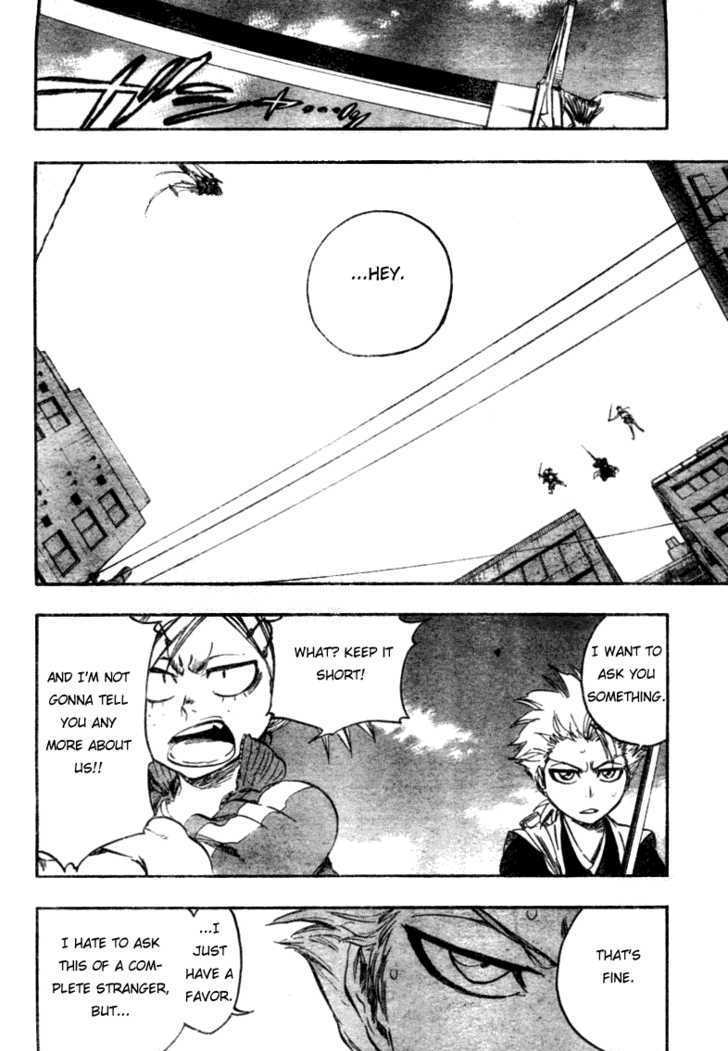 ...HEY.
I WANT TO
ASK YOU
SOMETHING.
WHAT? KEEP IT
SHORT!
AND I'M NOT
GONNA TELL
YOU ANY
MORE ABOUT
US!!
THAT'S
FINE.
...I
JUST
HAVE A
FAVOR.
I HATE TO ASK
THIS OF A COM-
PLETE STRANGER,
BUT...